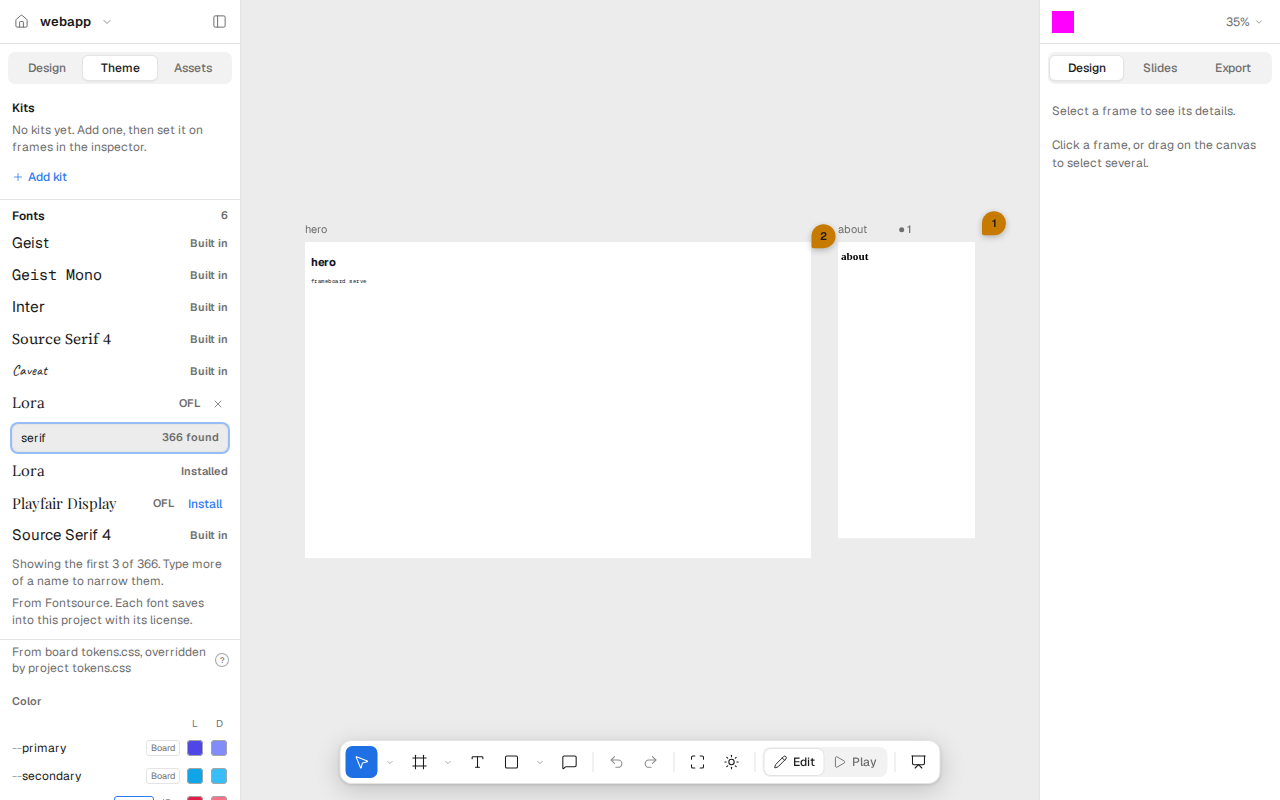 webapp
35%
Design Theme Assets
Design Slides Export
Kits
No kits yet. Add one, then set it on
frames in the inspector.
+ Add kit
Fonts 6
Geist Built in
Geist Mono Built in
Inter Built in
Source Serif 4 Built in
Caveat Built in
Lora OFL
serif 366 found
Lora Installed
Playfair Display OFL Install
Source Serif 4 Built in
Showing the first 3 of 366. Type more
of a name to narrow them.
From Fontsource. Each font saves
into this project with its license.
From board tokens.css, overridden
by project tokens.css
?
Color
L D
--primary Board
--secondary Board
hero
hero
frameboard serve
2
about 1
about
1
Select a frame to see its details.
Click a frame, or drag on the canvas
to select several.
Edit Play